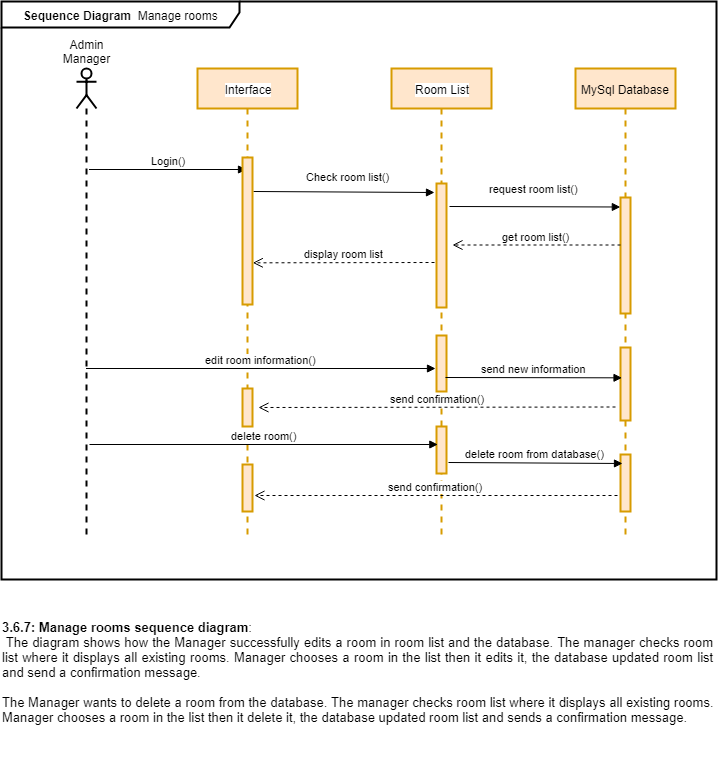 Sequence Diagram Manage rooms
Admin
Manager
Interface
Room List
MySql Database
Login()
Check room list()
request room list()
get room list()
display room list
edit room information()
send new information
send confirmation()
delete room()
delete room from database()
send confirmation()
3.6.7: Manage rooms sequence diagram:
The diagram shows how the Manager successfully edits a room in room list and the database. The manager checks room
list where it displays all existing rooms. Manager chooses a room in the list then it edits it, the database updated room list
and send a confirmation message.
The Manager wants to delete a room from the database. The manager checks room list where it displays all existing rooms.
Manager chooses a room in the list then it delete it, the database updated room list and sends a confirmation message.